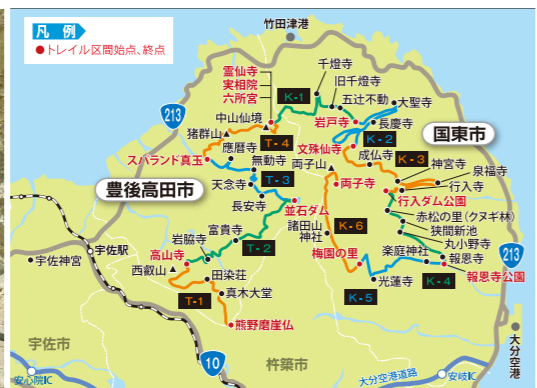 凡 例
●トレイル区間始点、終点
竹田津港
霊仙寺
実相院
六所宮
千燈寺
旧千燈寺
五辻不動
大聖寺
K-1
213
中山仙境
岩戸寺
長慶寺
猪群山
T-4
文殊仙寺
K-2
国東市
應暦寺
両子山
成仏寺
K-3
神宮寺
スパランド真玉
無動寺
泉福寺
天念寺
T-3
両子寺
行入寺
豊後高田市
行入ダム公園
長安寺
並石ダム
赤松の里(クヌギ林)
富貴寺
諸田山
神社
K-6
狭間新池
宇佐駅
岩脇寺
T-2
丸小野寺
213
高山寺
楽庭神社
報恩寺
宇佐神宮
西叡山
田染荘
梅園の里
K-4
報恩寺公園
T-1
真木大堂
K-5
光蓮寺
熊野磨崖仏
宇佐市
10
杵築市
大分空港
安心院IC
大分空港道路
安岐IC